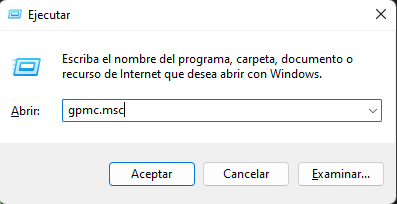 Ejecutar
Escriba el nombre del programa, carpeta, documento o
recurso de Internet que desea abrir con Windows.
Abrir: gpmc.msc
Aceptar Cancelar Examinar...